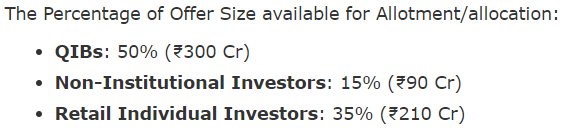 The Percentage of Offer Size available for Allotment/allocation:
• QIBs: 50% (₹300 Cr)
• Non-Institutional Investors: 15% (₹90 Cr)
• Retail Individual Investors: 35% (₹210 Cr)